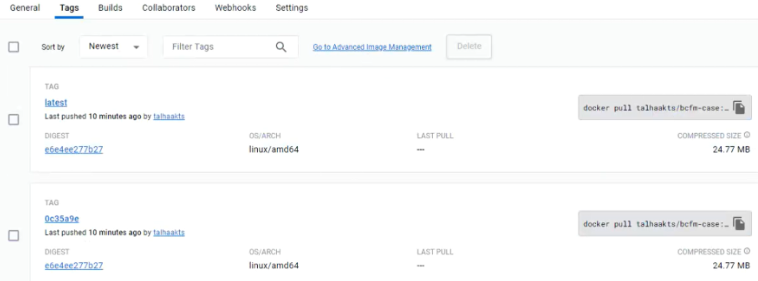 General Tags Builds Collaborators Webhooks Settings
Sort by Newest Filter Tags Go to Advanced Image Management Delete
TAG
latest
docker pull talhaakts/bcfm-case:…
Last pushed 10 minutes ago by talhaakts
DIGEST OS/ARCH LAST PULL COMPRESSED SIZE
e6e4ee277b27 linux/amd64 --- 24.77 MB
TAG
0c35a9e
docker pull talhaakts/bcfm-case:…
Last pushed 10 minutes ago by talhaakts
DIGEST OS/ARCH LAST PULL COMPRESSED SIZE
e6e4ee277b27 linux/amd64 --- 24.77 MB